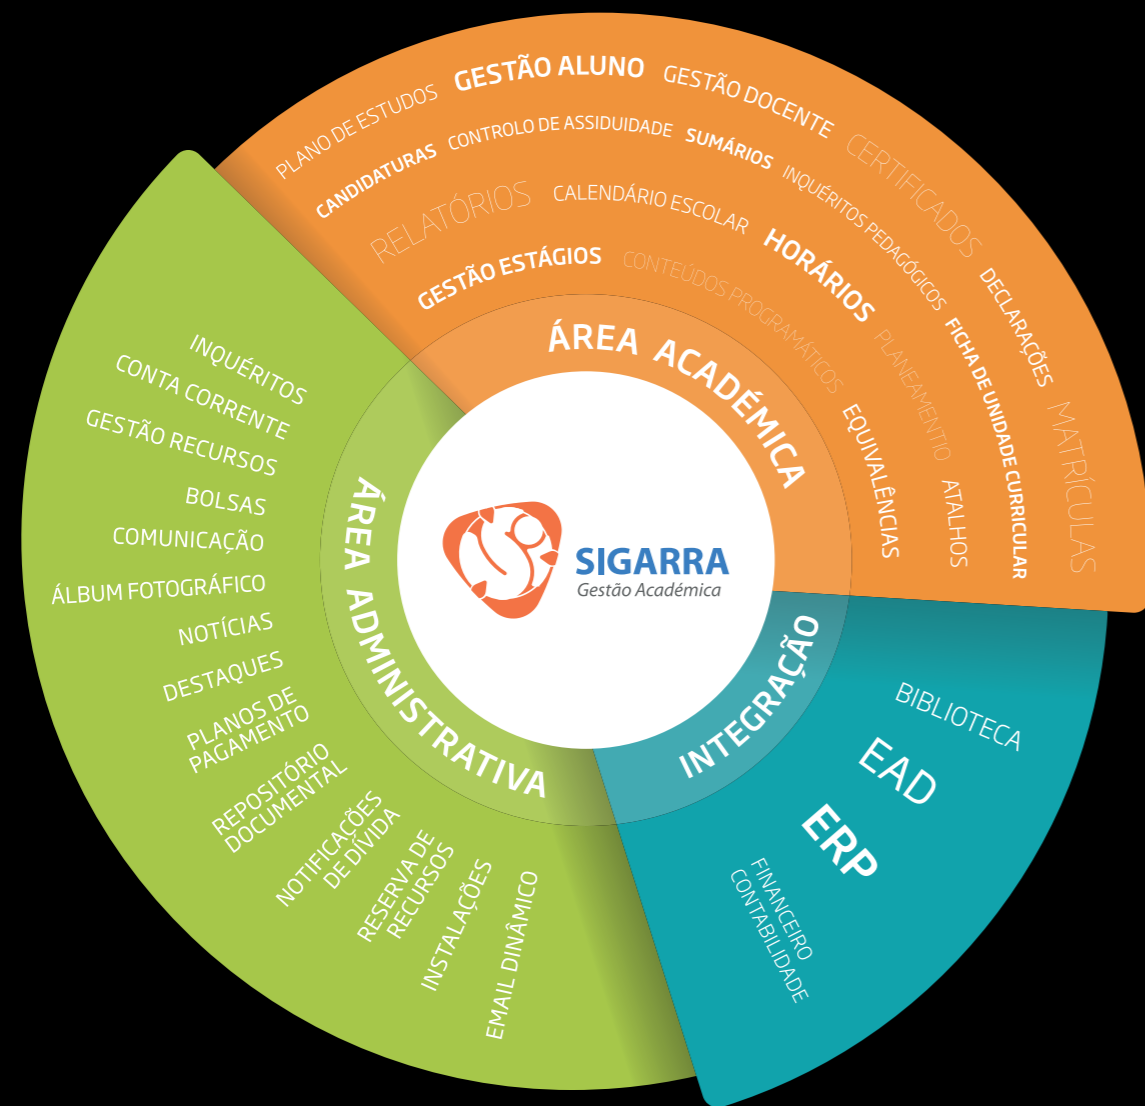 PLANO DE ESTUDOS
GESTÃO ALUNO
GESTÃO DOCENTE
CERTIFICADOS
DECLARAÇÕES
MATRÍCULAS
CANDIDATURAS
CONTROLO DE ASSIDUIDADE
SUMÁRIOS
INQUÉRITOS PEDAGÓGICOS
FICHA DE UNIDADE CURRICULAR
RELATÓRIOS
CALENDÁRIO ESCOLAR
HORÁRIOS
PLANEAMENTIO
ATALHOS
GESTÃO ESTÁGIOS
CONTEÚDOS PROGRAMÁTICOS
EQUIVALÊNCIAS
ÁREA ACADÉMICA
SIGARRA
Gestão Académica
INTEGRAÇÃO
BIBLIOTECA
EAD
ERP
FINANCEIRO
CONTABILIDADE
ÁREA ADMINISTRATIVA
INQUÉRITOS
CONTA CORRENTE
GESTÃO RECURSOS
BOLSAS
COMUNICAÇÃO
ÁLBUM FOTOGRÁFICO
NOTÍCIAS
DESTAQUES
PLANOS DE
PAGAMENTO
REPOSITÓRIO
DOCUMENTAL
NOTIFICAÇÕES
DE DÍVIDA
RESERVA DE
RECURSOS
INSTALAÇÕES
EMAIL DINÂMICO